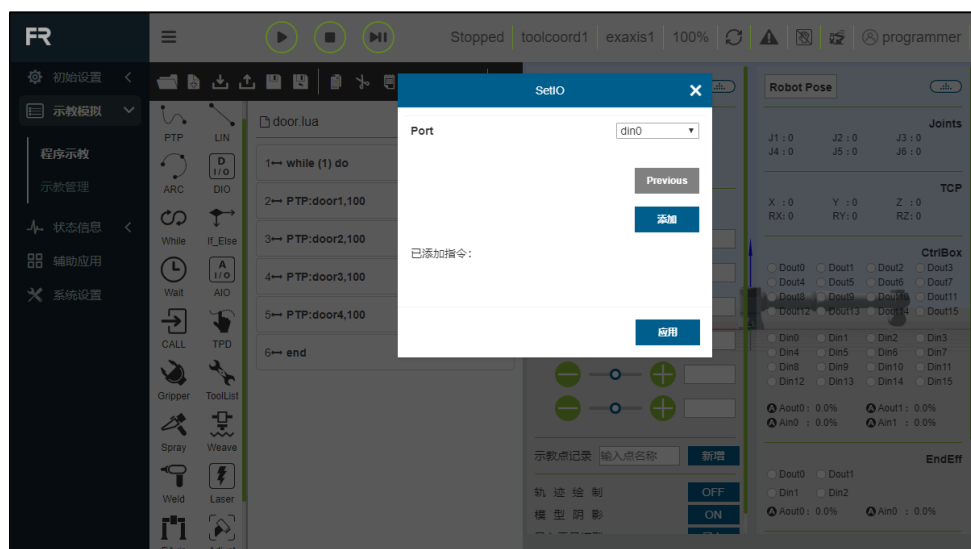 FR
Stopped toolcoord1 exaxis1 100% programmer
初始设置
示教模拟
程序示教
示教管理
状态信息
辅助应用
系统设置
PTP LIN
ARC DIO
While If_Else
Wait AIO
CALL TPD
Gripper ToolList
Spray Weave
Weld Laser
door.lua
1 while (1) do
2 PTP:door1,100
3 PTP:door2,100
4 PTP:door3,100
5 PTP:door4,100
6 end
SetIO
Port din0
Previous
添加
已添加指令:
应用
示教点记录 输入点名称 新增
轨迹绘制 OFF
模型阴影 ON
Robot Pose
Joints
J1 : 0 J2 : 0 J3 : 0
J4 : 0 J5 : 0 J6 : 0
TCP
X : 0 Y : 0 Z : 0
RX: 0 RY: 0 RZ: 0
CtrlBox
Dout0 Dout1 Dout2 Dout3
Dout4 Dout5 Dout6 Dout7
Dout8 Dout9 Dout10 Dout11
Dout12 Dout13 Dout14 Dout15
Din0 Din1 Din2 Din3
Din4 Din5 Din6 Din7
Din8 Din9 Din10 Din11
Din12 Din13 Din14 Din15
Aout0 : 0.0% Aout1 : 0.0%
Ain0 : 0.0% Ain1 : 0.0%
EndEff
Dout0 Dout1
Din1 Din2
Aout0 : 0.0% Ain0 : 0.0%